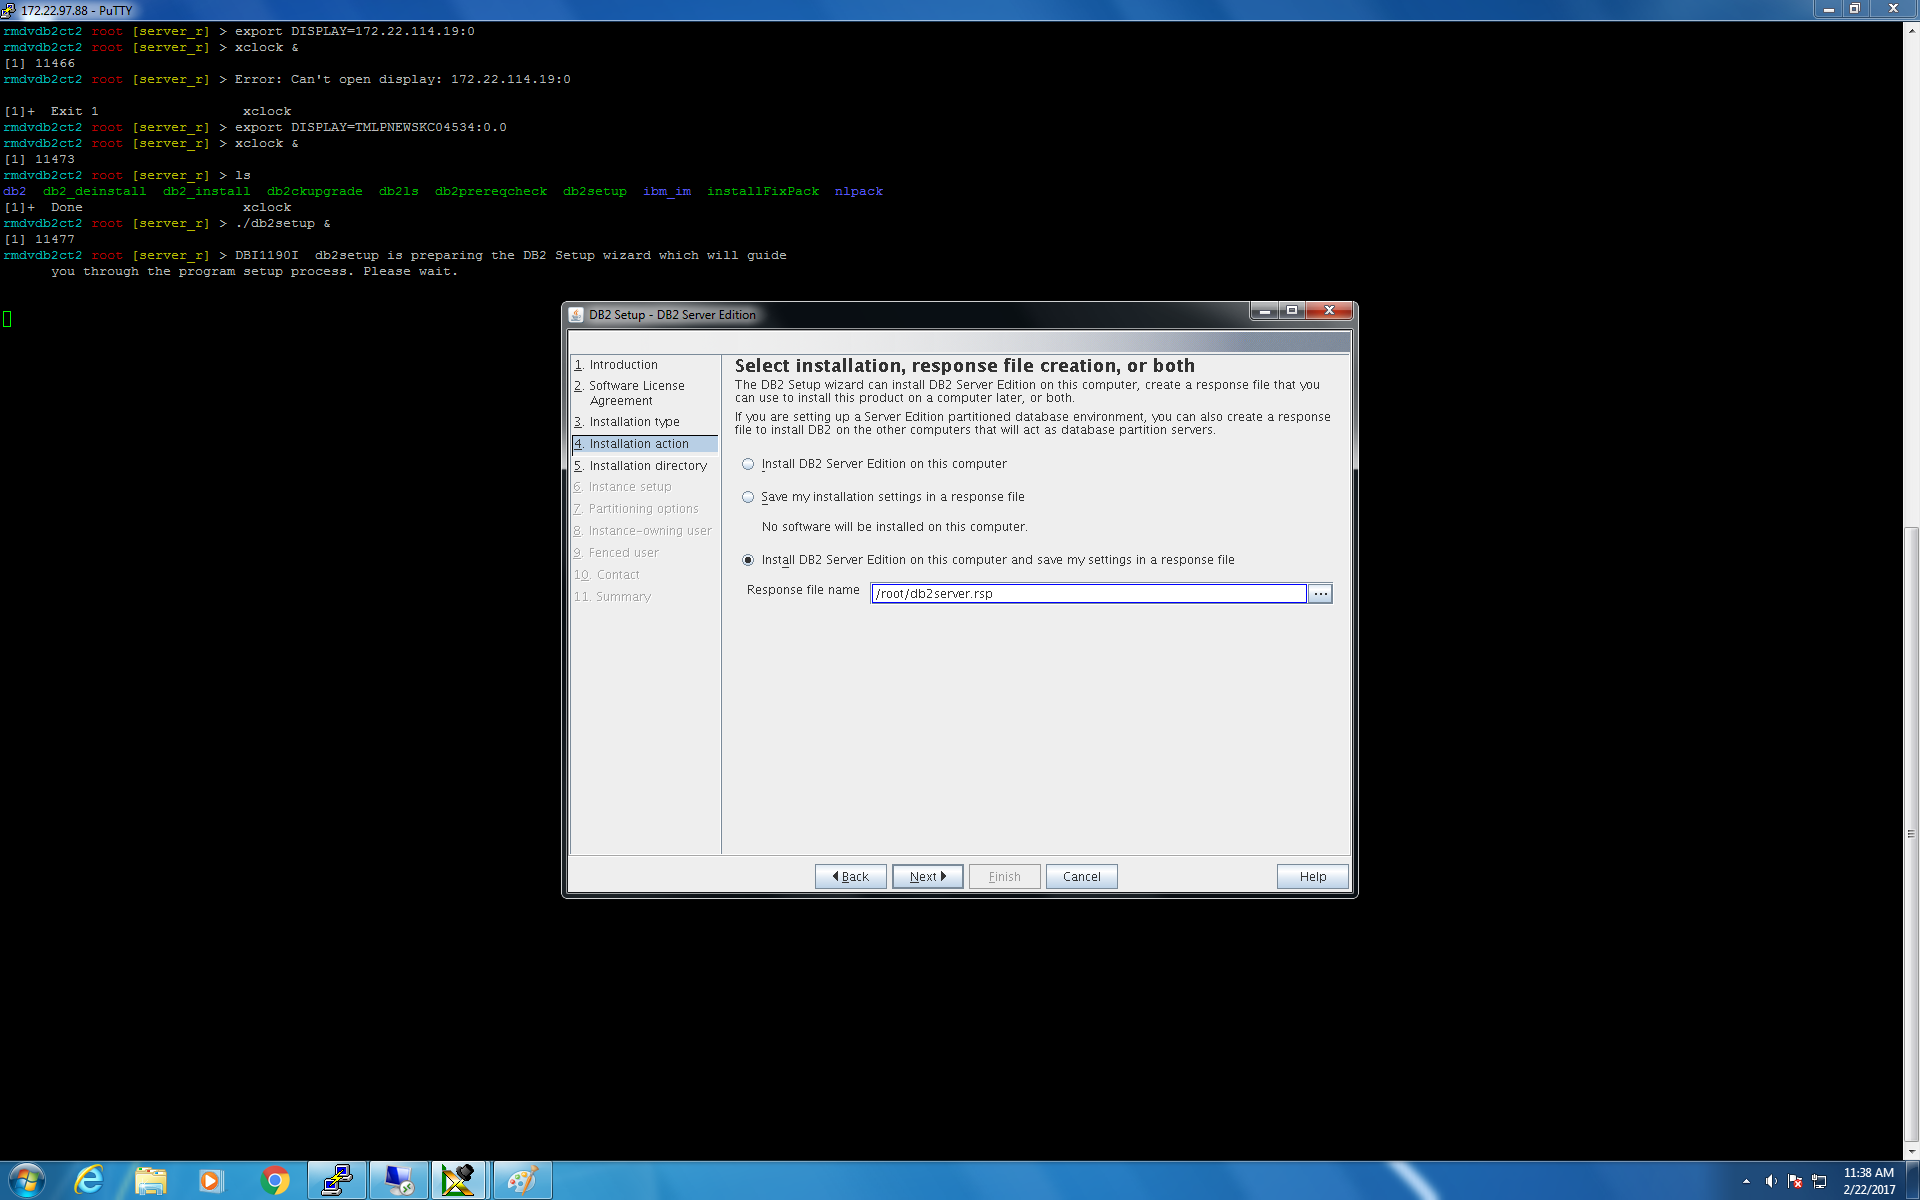 172.22.97.88 - PuTTY
rmdvdb2ct2 root [server_r] > export DISPLAY=172.22.114.19:0
rmdvdb2ct2 root [server_r] > xclock &
[1] 11466
rmdvdb2ct2 root [server_r] > Error: Can't open display: 172.22.114.19:0
[1]+  Exit 1                  xclock
rmdvdb2ct2 root [server_r] > export DISPLAY=TMLPNEWSKC04534:0.0
rmdvdb2ct2 root [server_r] > xclock &
[1] 11473
rmdvdb2ct2 root [server_r] > ls
db2  db2_deinstall  db2_install  db2ckupgrade  db2ls  db2prereqcheck  db2setup  ibm_im  installFixPack  nlpack
[1]+  Done                    xclock
rmdvdb2ct2 root [server_r] > ./db2setup &
[1] 11477
rmdvdb2ct2 root [server_r] > DBI1190I  db2setup is preparing the DB2 Setup wizard which will guide
you through the program setup process. Please wait.
DB2 Setup - DB2 Server Edition
1. Introduction
2. Software License
Agreement
3. Installation type
4. Installation action
5. Installation directory
6. Instance setup
7. Partitioning options
8. Instance-owning user
9. Fenced user
10. Contact
11. Summary
Select installation, response file creation, or both
The DB2 Setup wizard can install DB2 Server Edition on this computer, create a response file that you
can use to install this product on a computer later, or both.
If you are setting up a Server Edition partitioned database environment, you can also create a response
file to install DB2 on the other computers that will act as database partition servers.
Install DB2 Server Edition on this computer
Save my installation settings in a response file
No software will be installed on this computer.
Install DB2 Server Edition on this computer and save my settings in a response file
Response file name /root/db2server.rsp ...
Back Next Finish Cancel Help
11:38 AM
2/22/2017